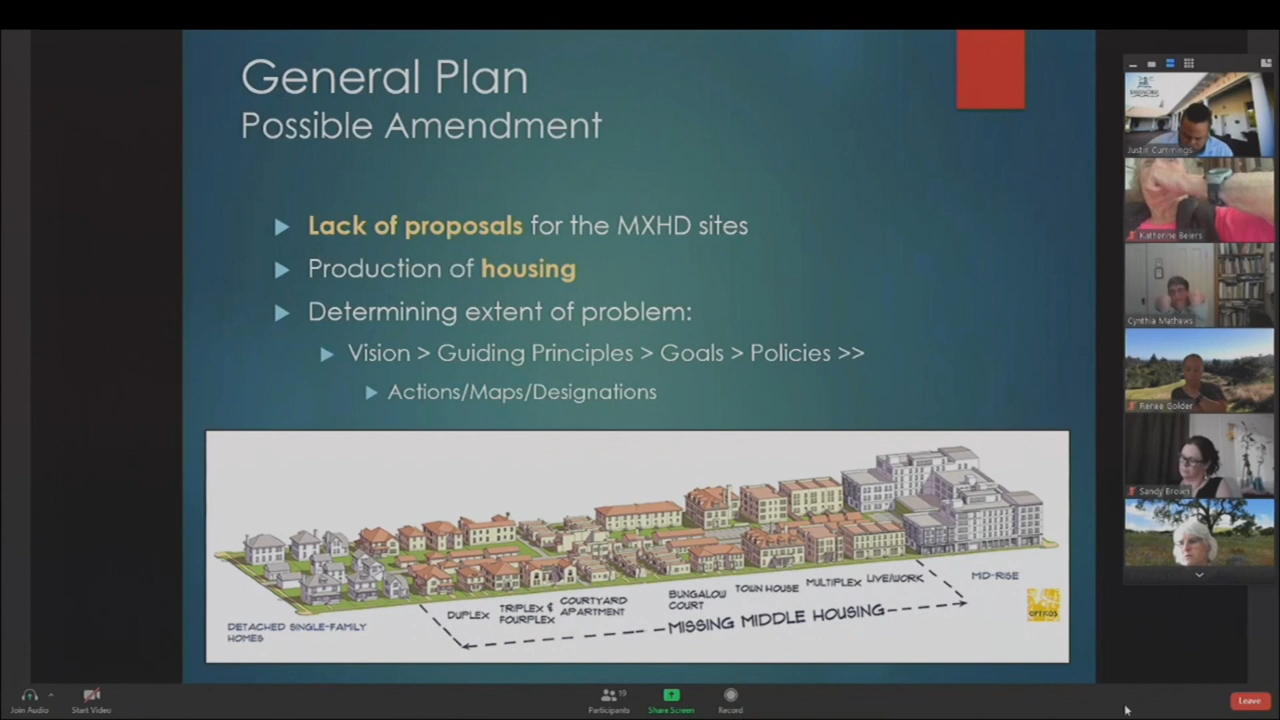 General Plan
Possible Amendment
Lack of proposals for the MXHD sites
Production of housing
Determining extent of problem:
Vision > Guiding Principles > Goals > Policies >>
Actions/Maps/Designations
DETACHED SINGLE-FAMILY
HOMES
DUPLEX
TRIPLEX &
FOURPLEX
COURTYARD
APARTMENT
BUNGALOW
COURT
TOWN HOUSE
MULTIPLEX
LIVE/WORK
MID-RISE
MISSING MIDDLE HOUSING
OPTICOS
Justin Cummings
Katherine Beiers
Cynthia Mathews
Renee Golder
Sandy Brown
Join Audio
Start Video
19
Participants
Share Screen
Record
Leave